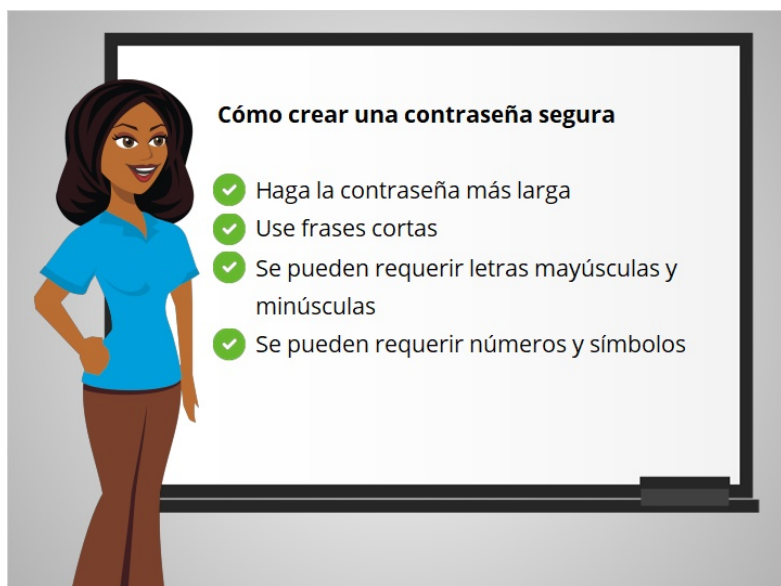 Cómo crear una contraseña segura
Haga la contraseña más larga
Use frases cortas
Se pueden requerir letras mayúsculas y
minúsculas
Se pueden requerir números y símbolos